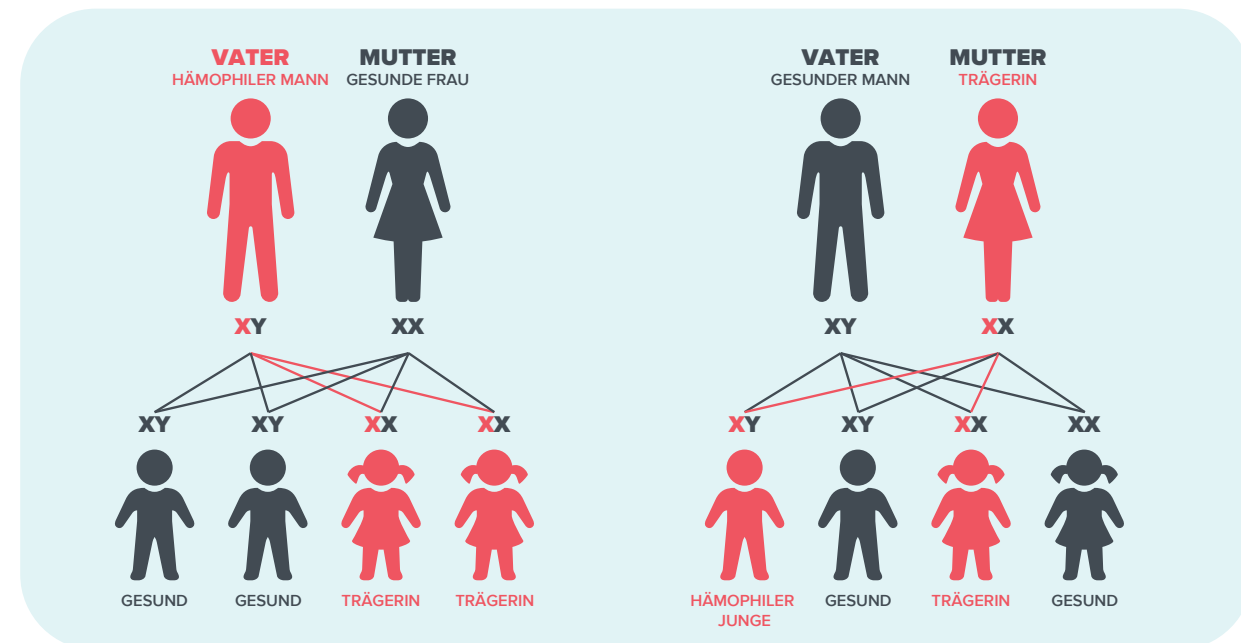 VATER MUTTER
HÄMOPHILER MANN GESUNDE FRAU
XY XX
XY XY XX XX
GESUND GESUND TRÄGERIN TRÄGERIN
VATER MUTTER
GESUNDER MANN TRÄGERIN
XY XX
XY XY XX XX
HÄMOPHILER JUNGE GESUND TRÄGERIN GESUND